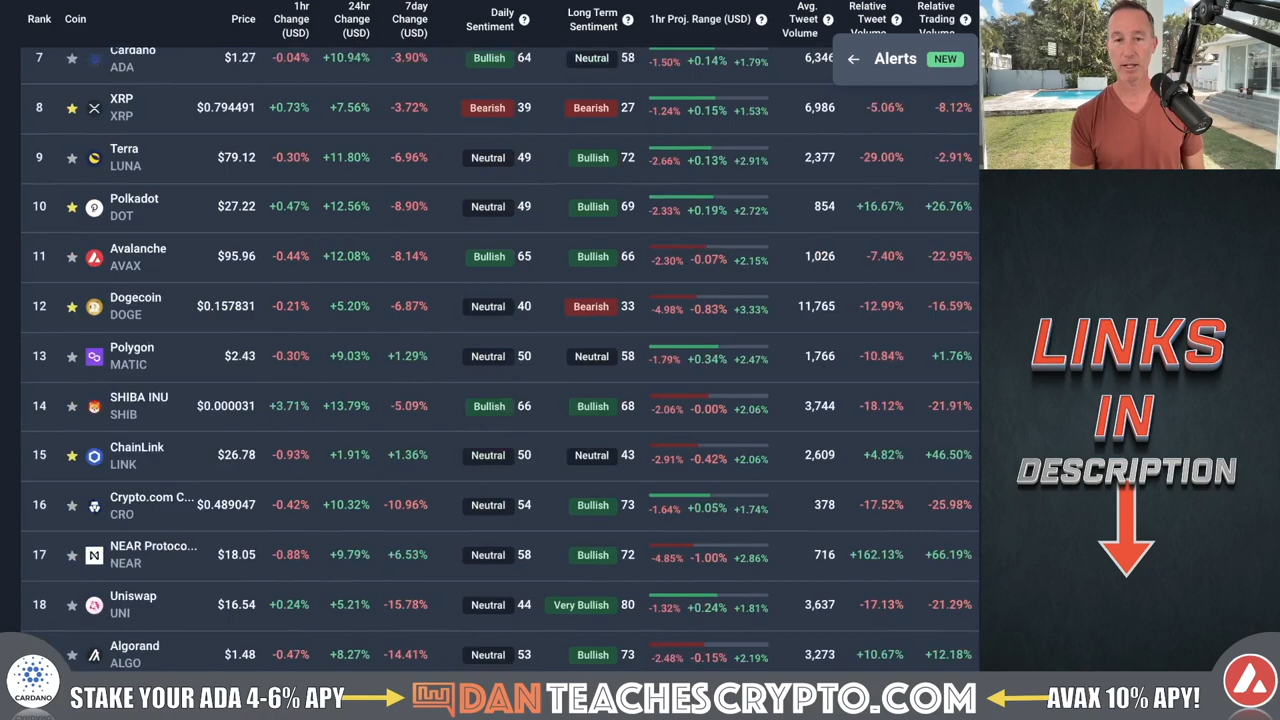 Rank Coin Price 1hr Change (USD) 24hr Change (USD) 7day Change (USD) Daily Sentiment ? Long Term Sentiment ? 1hr Proj. Range (USD) ? Avg. Tweet Volume ? Relative Tweet Volume ? Relative Trading Volume ?
← Alerts NEW
7 Cardano ADA $1.27 -0.04% +10.94% -3.90% Bullish 64 Neutral 58 -1.50% +0.14% +1.79% 6,346
8 XRP XRP $0.794491 +0.73% +7.56% -3.72% Bearish 39 Bearish 27 -1.24% +0.15% +1.53% 6,986 -5.06% -8.12%
9 Terra LUNA $79.12 -0.30% +11.80% -6.96% Neutral 49 Bullish 72 -2.66% +0.13% +2.91% 2,377 -29.00% -2.91%
10 Polkadot DOT $27.22 +0.47% +12.56% -8.90% Neutral 49 Bullish 69 -2.33% +0.19% +2.72% 854 +16.67% +26.76%
11 Avalanche AVAX $95.96 -0.44% +12.08% -8.14% Bullish 65 Bullish 66 -2.30% -0.07% +2.15% 1,026 -7.40% -22.95%
12 Dogecoin DOGE $0.157831 -0.21% +5.20% -6.87% Neutral 40 Bearish 33 -4.98% -0.83% +3.33% 11,765 -12.99% -16.59%
13 Polygon MATIC $2.43 -0.30% +9.03% +1.29% Neutral 50 Neutral 58 -1.79% +0.34% +2.47% 1,766 -10.84% +1.76%
14 SHIBA INU SHIB $0.000031 +3.71% +13.79% -5.09% Bullish 66 Bullish 68 -2.06% -0.00% +2.06% 3,744 -18.12% -21.91%
15 ChainLink LINK $26.78 -0.93% +1.91% +1.36% Neutral 50 Neutral 43 -2.91% -0.42% +2.06% 2,609 +4.82% +46.50%
16 Crypto.com C... CRO $0.489047 -0.42% +10.32% -10.96% Neutral 54 Bullish 73 -1.64% +0.05% +1.74% 378 -17.52% -25.98%
17 NEAR Protoco... NEAR $18.05 -0.88% +9.79% +6.53% Neutral 58 Bullish 72 -4.85% -1.00% +2.86% 716 +162.13% +66.19%
18 Uniswap UNI $16.54 +0.24% +5.21% -15.78% Neutral 44 Very Bullish 80 -1.32% +0.24% +1.81% 3,637 -17.13% -21.29%
Algorand ALGO $1.48 -0.47% +8.27% -14.41% Neutral 53 Bullish 73 -2.48% -0.15% +2.19% 3,273 +10.67% +12.18%
LINKS
IN
DESCRIPTION
CARDANO
STAKE YOUR ADA 4-6% APY DAN TEACHESCRYPTO.COM AVAX 10% APY!